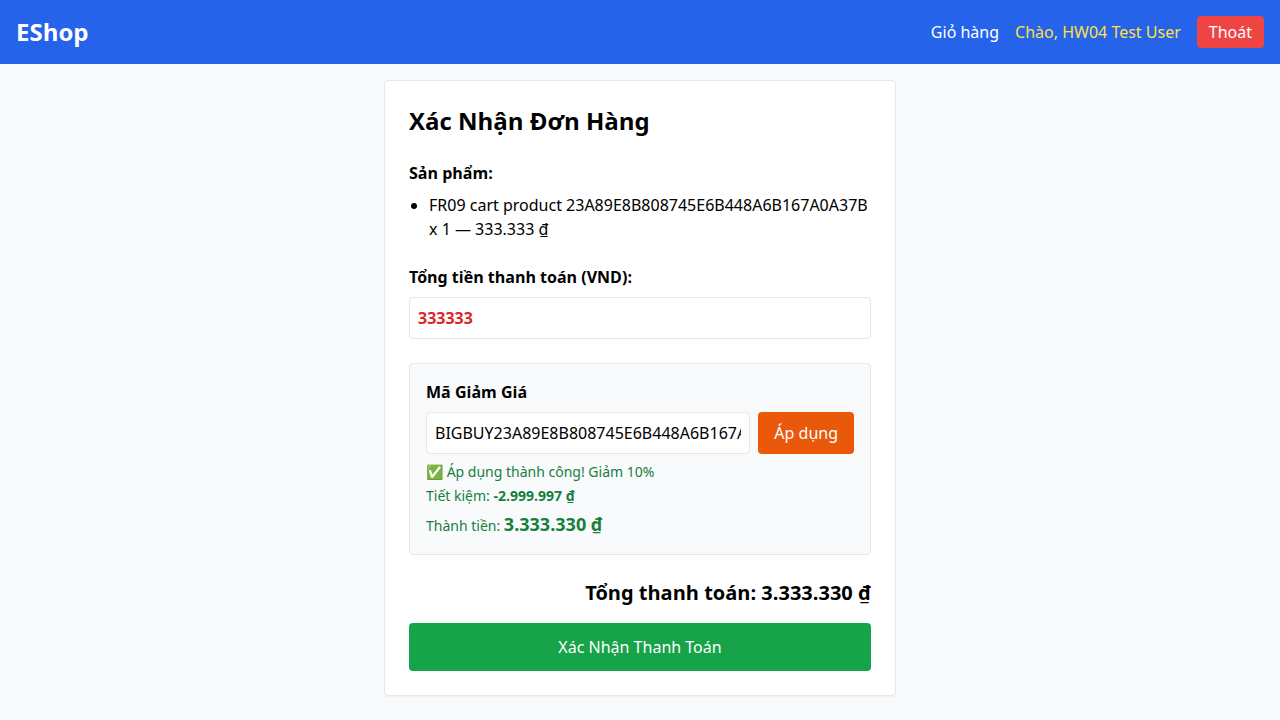 EShop
Giỏ hàng
Chào, HW04 Test User
Thoát
Xác Nhận Đơn Hàng
Sản phẩm:
FR09 cart product 23A89E8B808745E6B448A6B167A0A37B
x 1 — 333.333 ₫
Tổng tiền thanh toán (VND):
333333
Mã Giảm Giá
BIGBUY23A89E8B808745E6B448A6B167A
Áp dụng
✅ Áp dụng thành công! Giảm 10%
Tiết kiệm: -2.999.997 ₫
Thành tiền: 3.333.330 ₫
Tổng thanh toán: 3.333.330 ₫
Xác Nhận Thanh Toán